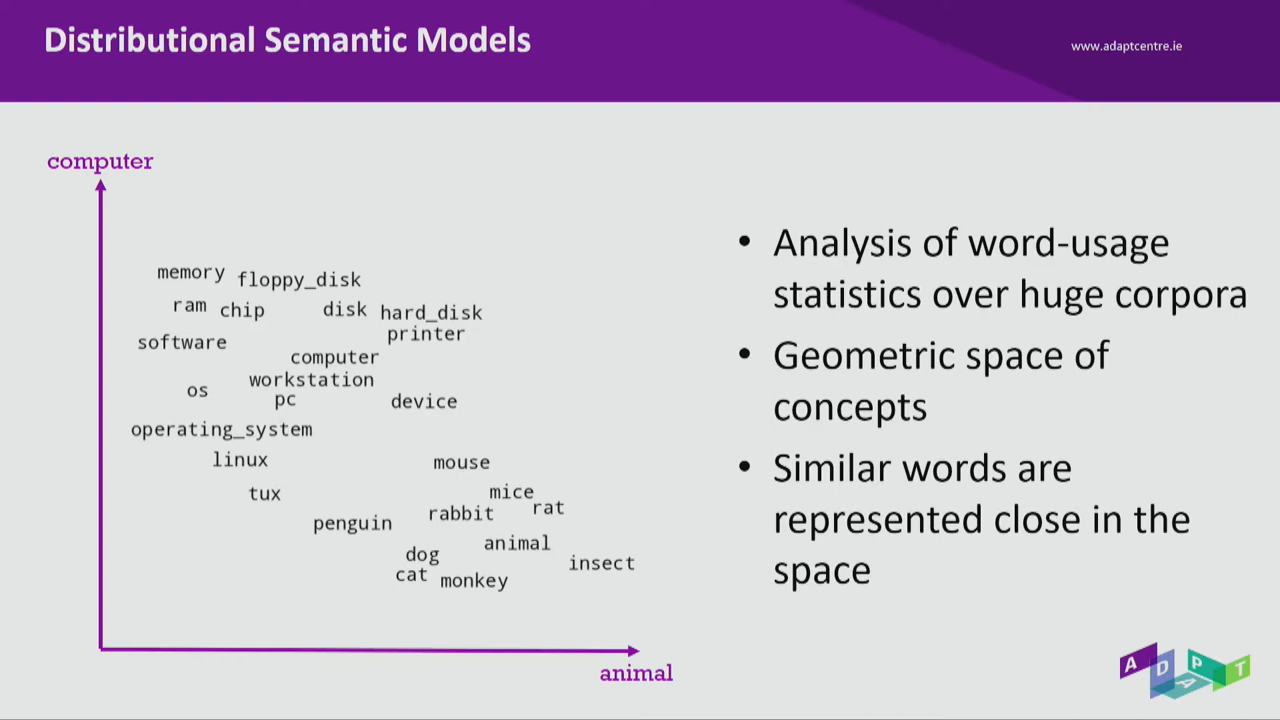 Distributional Semantic Models
www.adaptcentre.ie
computer
memory floppy_disk
ram chip disk hard_disk
printer
software
computer
workstation
os pc device
operating_system
linux mouse
tux mice
rabbit rat
penguin
dog animal
cat monkey insect
animal
• Analysis of word-usage
statistics over huge corpora
• Geometric space of
concepts
• Similar words are
represented close in the
space
ADAPT